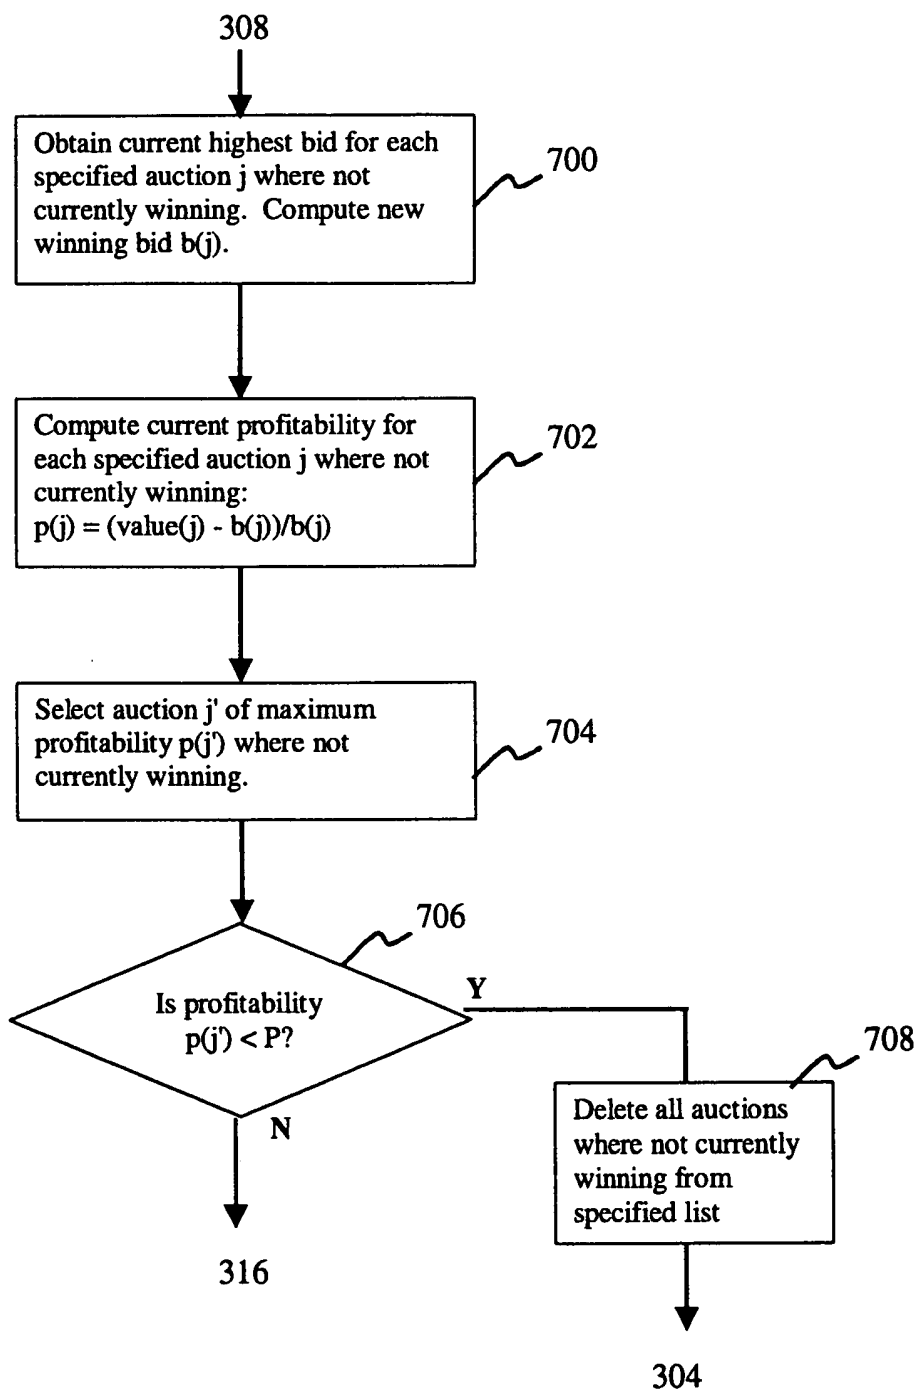 308
Obtain current highest bid for each
specified auction j where not
currently winning. Compute new
winning bid b(j).
700
Compute current profitability for
each specified auction j where not
currently winning:
p(j) = (value(j) - b(j))/b(j)
702
Select auction j' of maximum
profitability p(j') where not
currently winning.
704
706
Is profitability
p(j') < P?
Y
N
316
708
Delete all auctions
where not currently
winning from
specified list
304